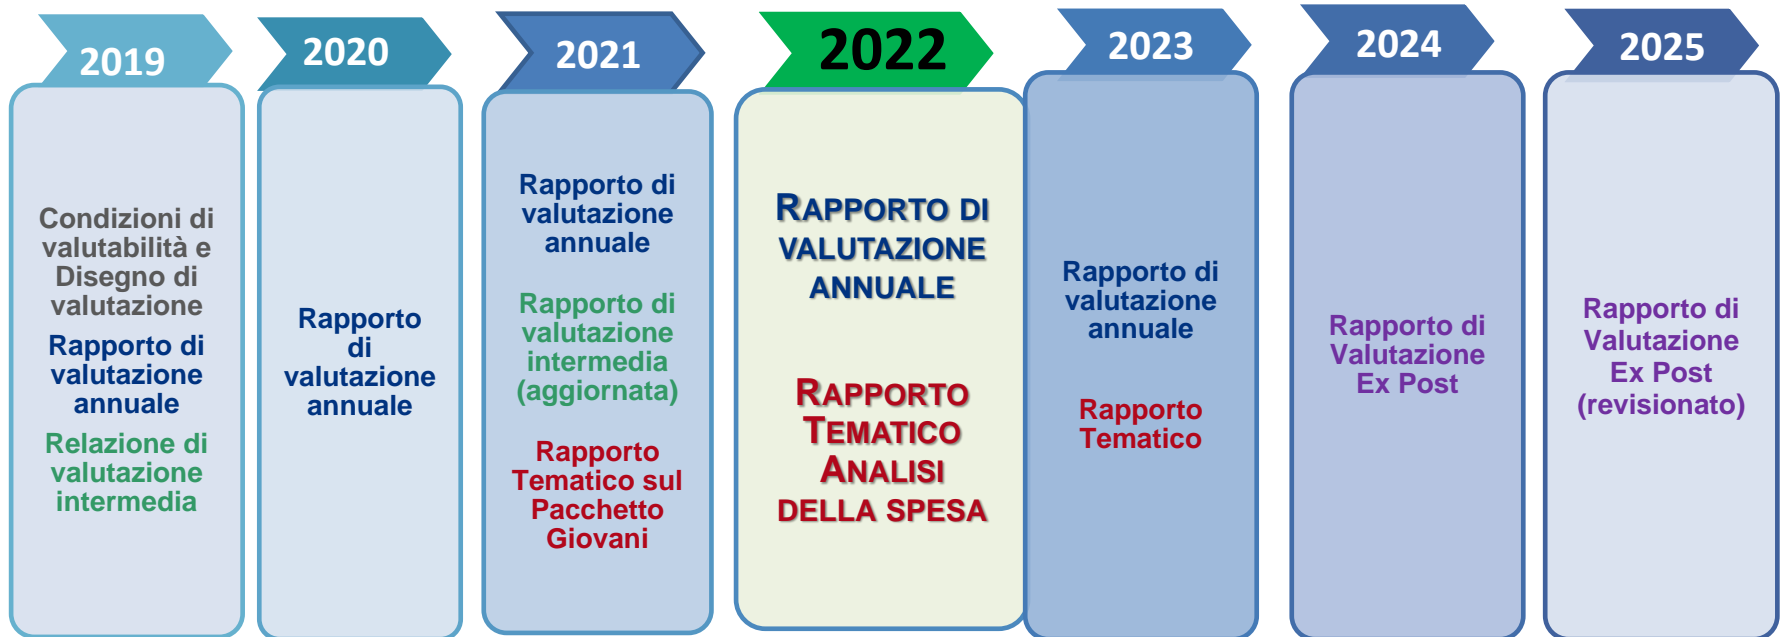 2019
Condizioni di
valutabilità e
Disegno di
valutazione
Rapporto di
valutazione
annuale
Relazione di
valutazione
intermedia
2020
Rapporto
di
valutazione
annuale
2021
Rapporto di
valutazione
annuale
Rapporto di
valutazione
intermedia
(aggiornata)
Rapporto
Tematico sul
Pacchetto
Giovani
2022
RAPPORTO DI
VALUTAZIONE
ANNUALE
RAPPORTO
TEMATICO
ANALISI
DELLA SPESA
2023
Rapporto di
valutazione
annuale
Rapporto
Tematico
2024
Rapporto di
Valutazione
Ex Post
2025
Rapporto di
Valutazione
Ex Post
(revisionato)